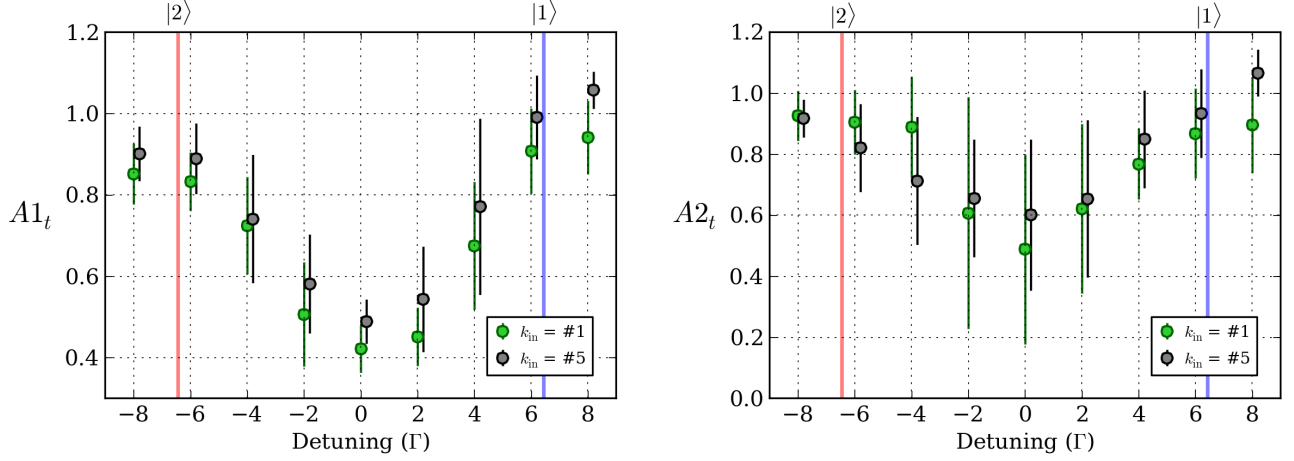 |2⟩ |1⟩
1.2
1.0
0.8
0.6
0.4
A1_t
k_in = #1
k_in = #5
−8 −6 −4 −2 0 2 4 6 8
Detuning (Γ)
|2⟩ |1⟩
1.2
1.0
0.8
0.6
0.4
0.2
0.0
A2_t
k_in = #1
k_in = #5
−8 −6 −4 −2 0 2 4 6 8
Detuning (Γ)